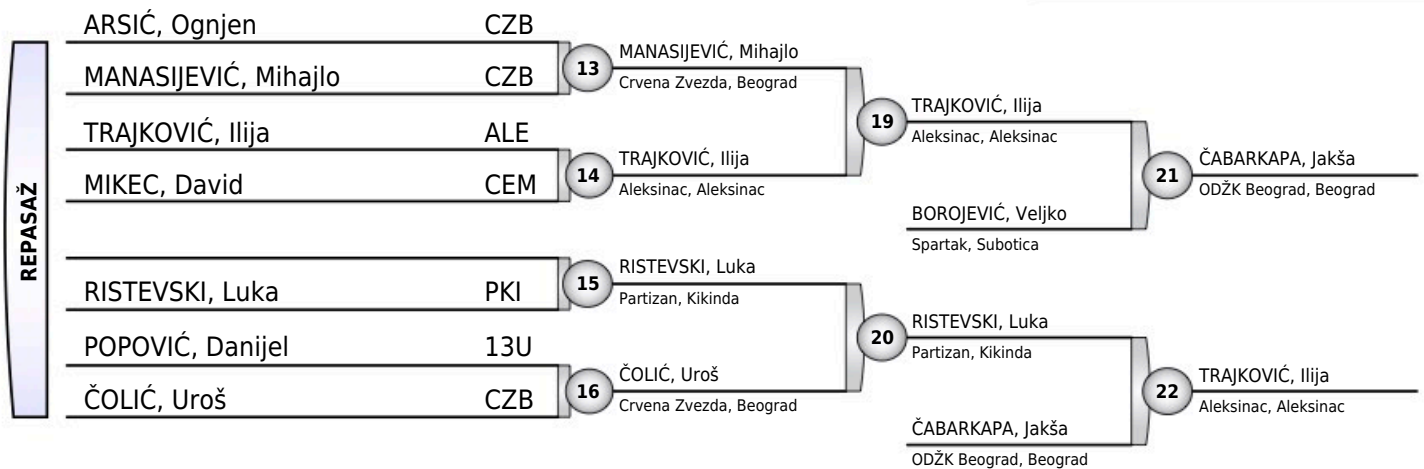 REPASAŽ
ARSIĆ, Ognjen CZB
MANASIJEVIĆ, Mihajlo CZB
TRAJKOVIĆ, Ilija ALE
MIKEC, David CEM
RISTEVSKI, Luka PKI
POPOVIĆ, Danijel 13U
ČOLIĆ, Uroš CZB
13
MANASIJEVIĆ, Mihajlo
Crvena Zvezda, Beograd
14
TRAJKOVIĆ, Ilija
Aleksinac, Aleksinac
15
RISTEVSKI, Luka
Partizan, Kikinda
16
ČOLIĆ, Uroš
Crvena Zvezda, Beograd
19
TRAJKOVIĆ, Ilija
Aleksinac, Aleksinac
BOROJEVIĆ, Veljko
Spartak, Subotica
20
RISTEVSKI, Luka
Partizan, Kikinda
ČABARKAPA, Jakša
ODŽK Beograd, Beograd
21
ČABARKAPA, Jakša
ODŽK Beograd, Beograd
22
TRAJKOVIĆ, Ilija
Aleksinac, Aleksinac